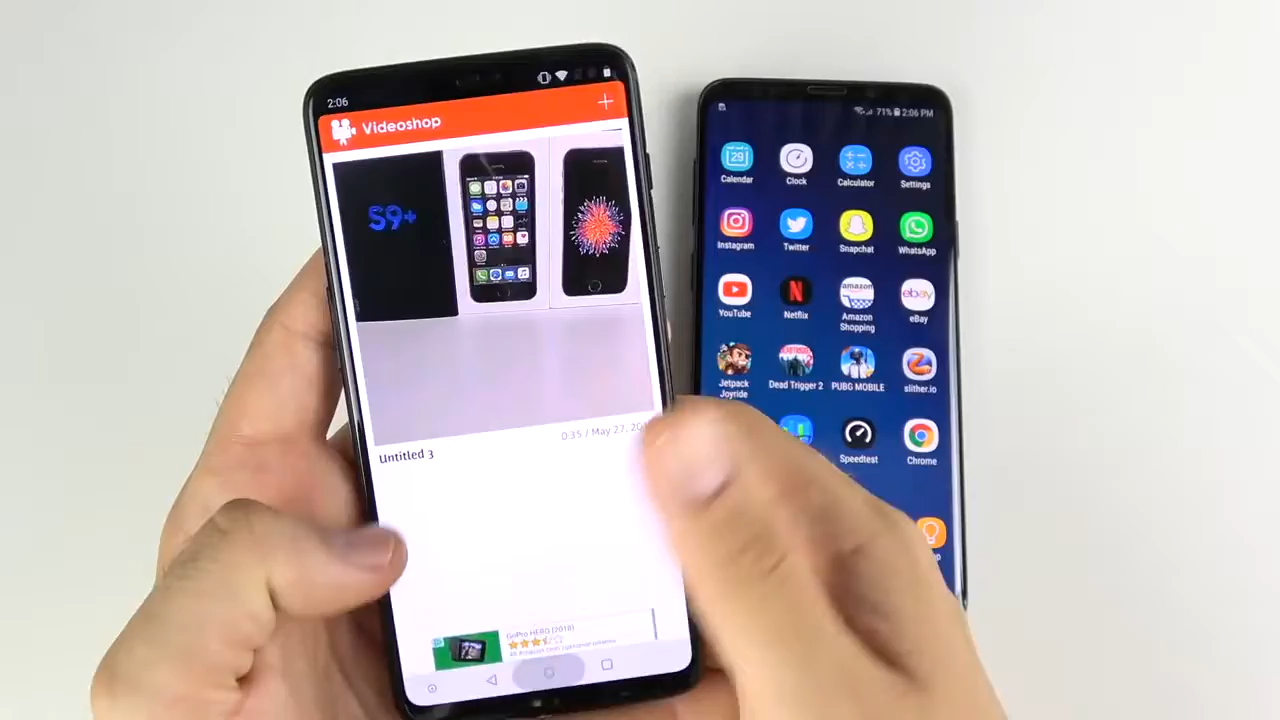 2:06
Videoshop
S9+
0:35 / May 27, 20
Untitled 3
GoPro HERO (2018)
71% 2:06 PM
29
Calendar
Clock
Calculator
Settings
Instagram
Twitter
Snapchat
WhatsApp
YouTube
N
Netflix
amazon
Amazon
Shopping
ebay
eBay
Jetpack
Joyride
Dead Trigger 2
PUBG MOBILE
slither.io
Speedtest
Chrome